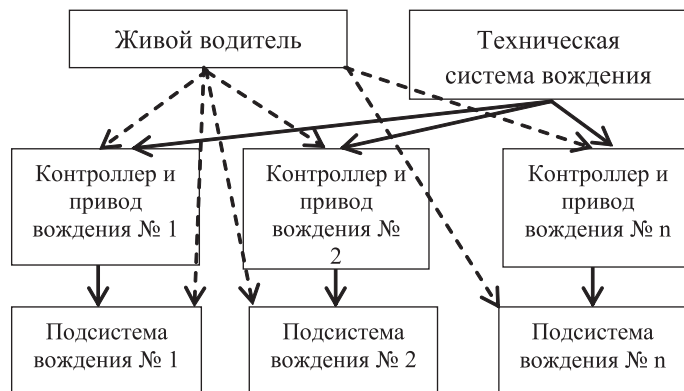 Живой водитель
Техническая
система вождения
Контроллер и
привод
вождения № 1
Контроллер и
привод
вождения №
2
Контроллер и
привод
вождения № n
Подсистема
вождения № 1
Подсистема
вождения № 2
Подсистема
вождения № n